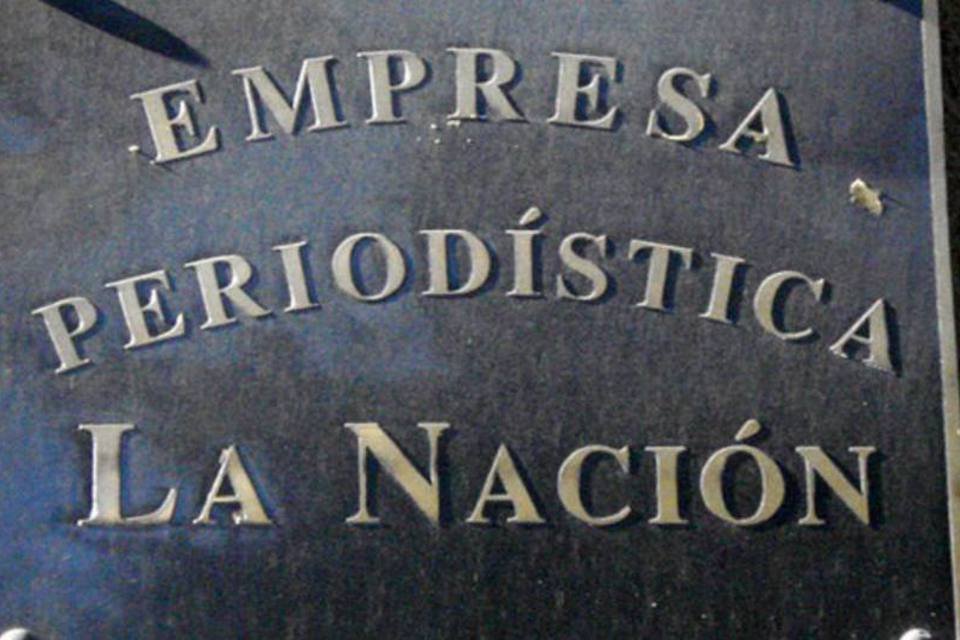 EMPRESA
PERIODÍSTICA
LA NACIÓN